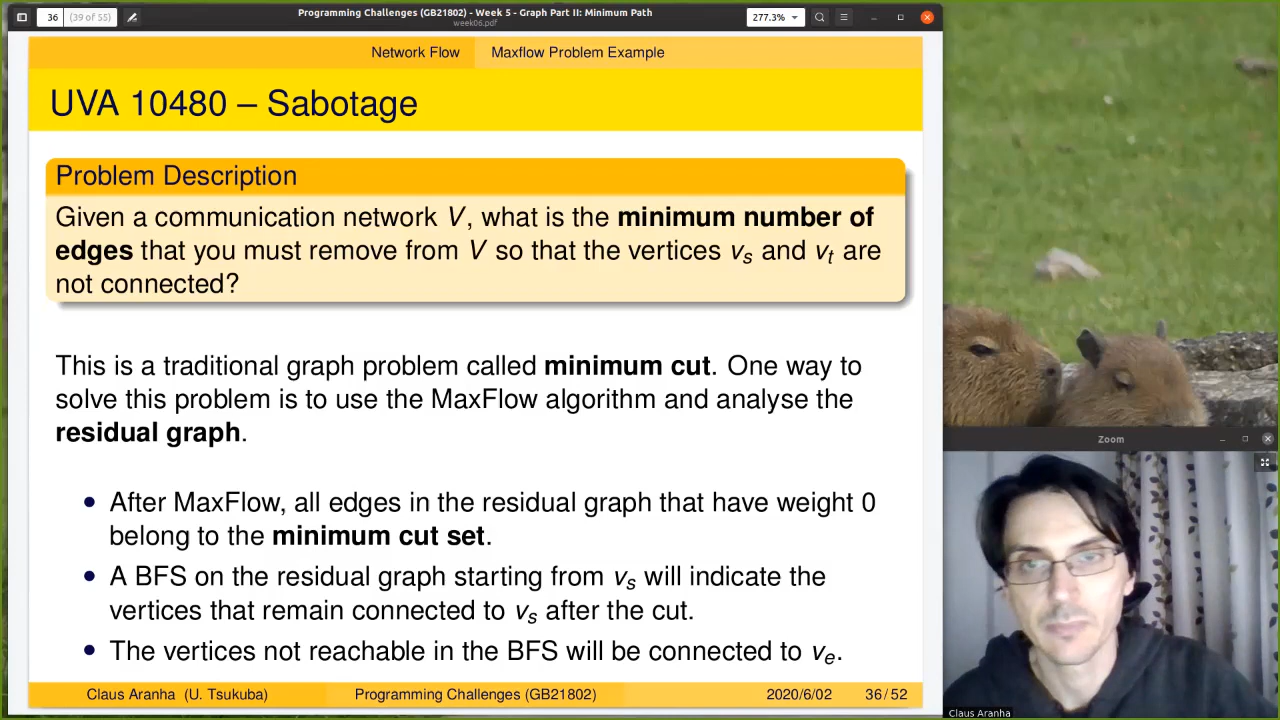 36
(39 of 55)
Programming Challenges (GB21802) - Week 5 - Graph Part II: Minimum Path
week06.pdf
277.3%
Network Flow
Maxflow Problem Example
UVA 10480 – Sabotage
Problem Description
Given a communication network V, what is the minimum number of
edges that you must remove from V so that the vertices vs and vt are
not connected?
This is a traditional graph problem called minimum cut. One way to
solve this problem is to use the MaxFlow algorithm and analyse the
residual graph.
• After MaxFlow, all edges in the residual graph that have weight 0
belong to the minimum cut set.
• A BFS on the residual graph starting from vs will indicate the
vertices that remain connected to vs after the cut.
• The vertices not reachable in the BFS will be connected to ve.
Claus Aranha (U. Tsukuba)
Programming Challenges (GB21802)
2020/6/02
36/52
Zoom
Claus Aranha